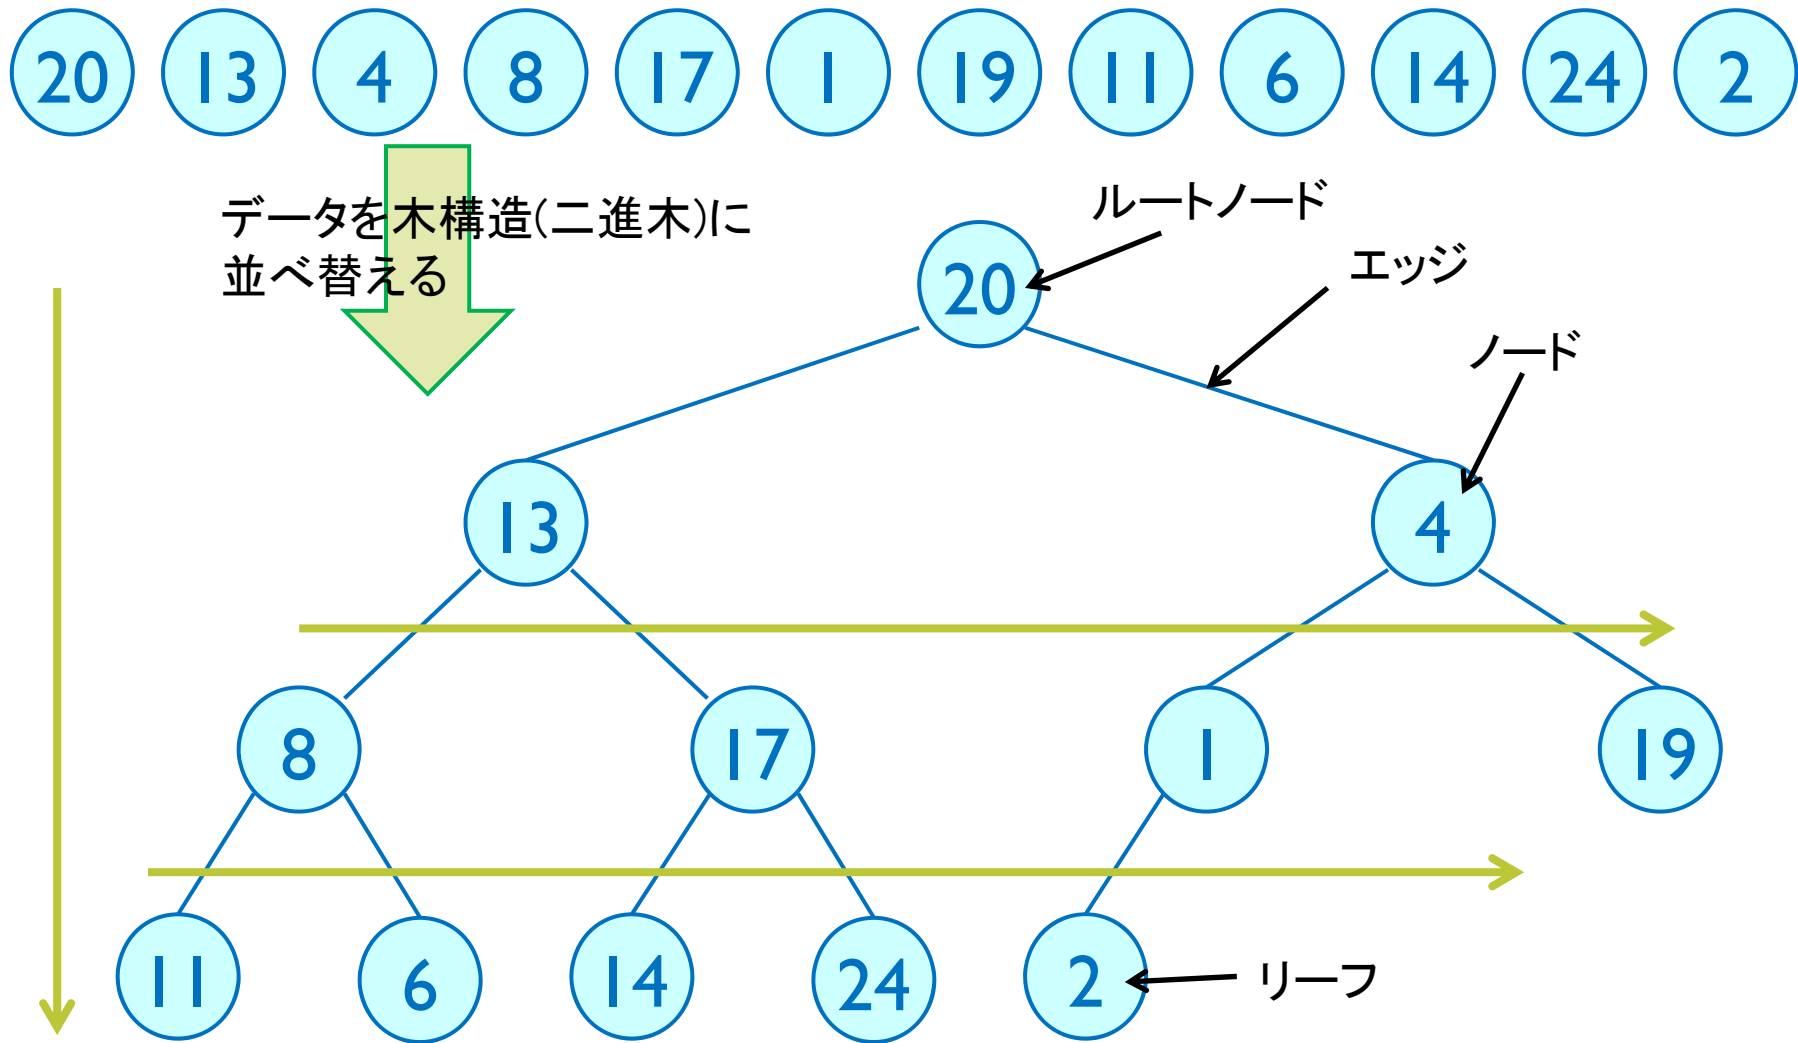 20 13 4 8 17 1 19 11 6 14 24 2
データを木構造(二進木)に
並べ替える
ルートノード
エッジ
ノード
20
13 4
8 17 1 19
11 6 14 24 2
リーフ